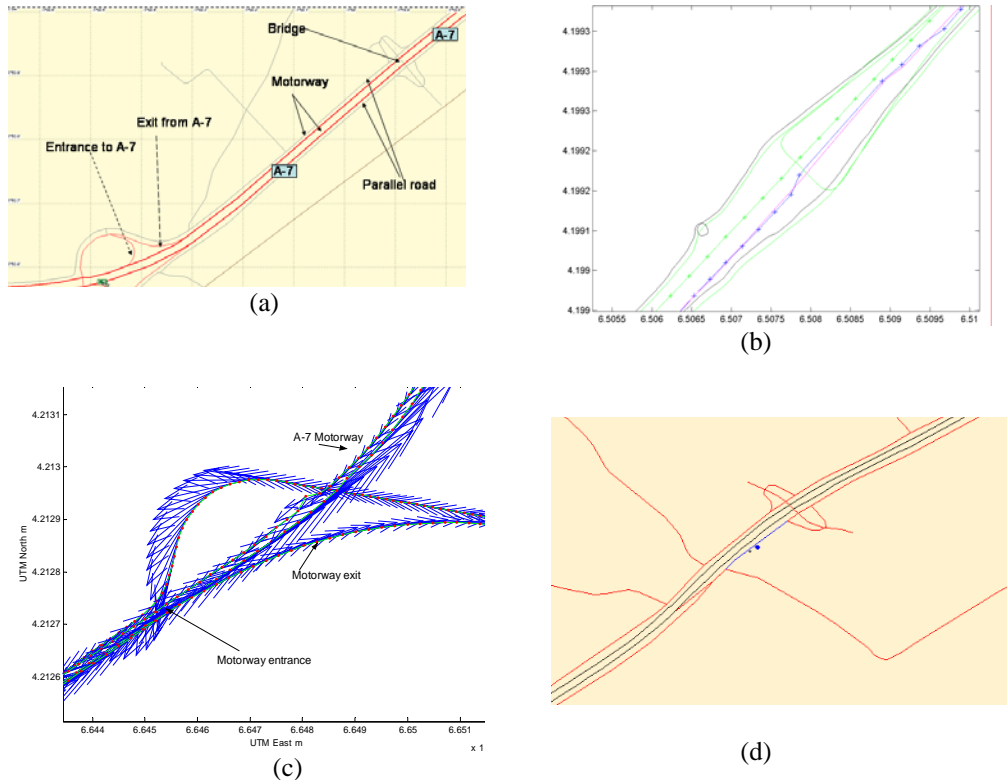 Bridge
A-7
Motorway
Exit from A-7
Entrance to A-7
A-7
Parallel road
(a)
4.1993
4.1993
4.1992
4.1992
4.1991
4.199
4.199
6.5055 6.506 6.5065 6.507 6.5075 6.508 6.5085 6.509 6.5095 6.51
(b)
4.2131
4.213
4.2129
4.2128
4.2127
4.2126
UTM North m
A-7 Motorway
Motorway exit
Motorway entrance
6.644 6.645 6.646 6.647 6.648 6.649 6.65 6.651
UTM East m
x 1
(c)
(d)